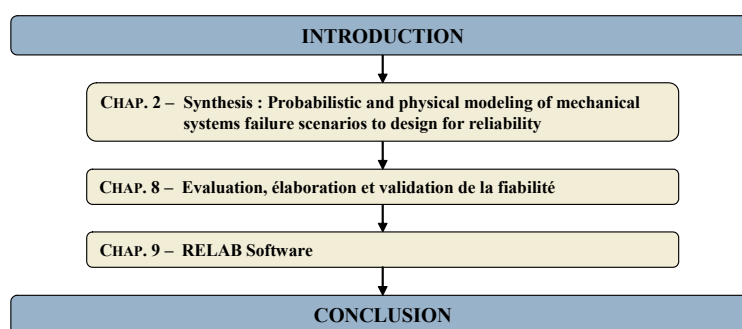 INTRODUCTION
CHAP. 2 – Synthesis : Probabilistic and physical modeling of mechanical
systems failure scenarios to design for reliability
CHAP. 8 – Evaluation, élaboration et validation de la fiabilité
CHAP. 9 – RELAB Software
CONCLUSION